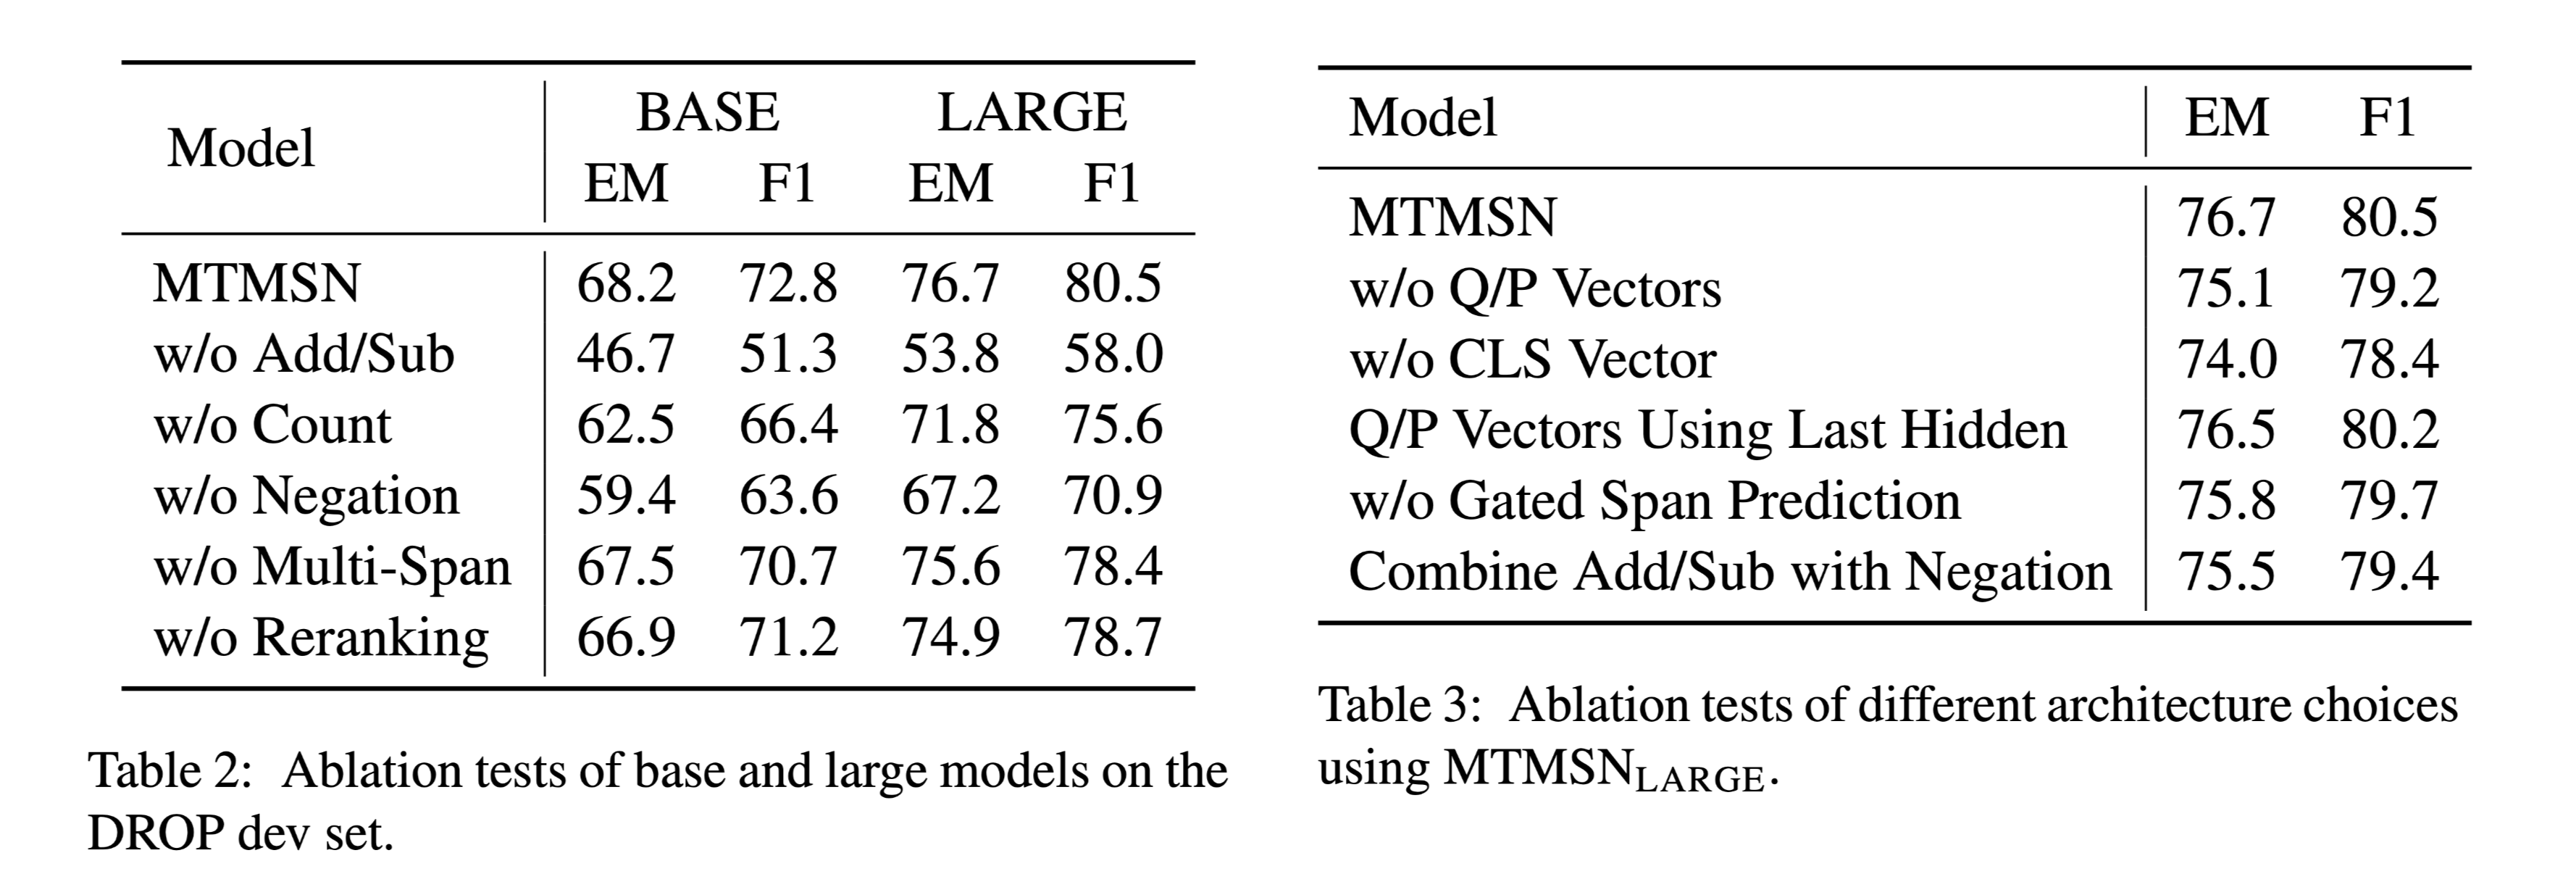 Model BASE LARGE
EM F1 EM F1
MTMSN 68.2 72.8 76.7 80.5
w/o Add/Sub 46.7 51.3 53.8 58.0
w/o Count 62.5 66.4 71.8 75.6
w/o Negation 59.4 63.6 67.2 70.9
w/o Multi-Span 67.5 70.7 75.6 78.4
w/o Reranking 66.9 71.2 74.9 78.7
Table 2: Ablation tests of base and large models on the
DROP dev set.
Model EM F1
MTMSN 76.7 80.5
w/o Q/P Vectors 75.1 79.2
w/o CLS Vector 74.0 78.4
Q/P Vectors Using Last Hidden 76.5 80.2
w/o Gated Span Prediction 75.8 79.7
Combine Add/Sub with Negation 75.5 79.4
Table 3: Ablation tests of different architecture choices
using MTMSNLARGE.